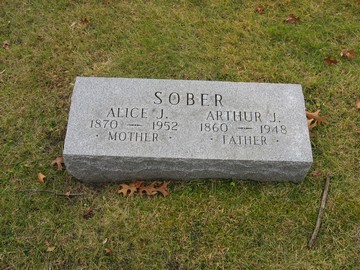 SOBER
ALICE J. ARTHUR J.
1870 — 1952 1860 — 1948
· MOTHER · · FATHER ·